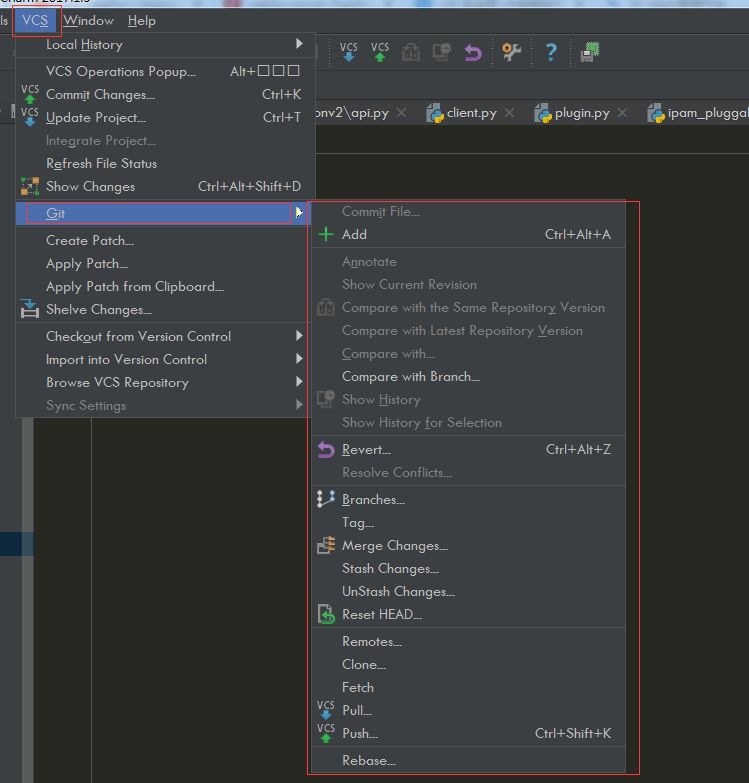 VCS Window Help
Local History
VCS Operations Popup... Alt+□□□
VCS Commit Changes... Ctrl+K
VCS Update Project... Ctrl+T
Integrate Project...
Refresh File Status
Show Changes Ctrl+Alt+Shift+D
Git
Create Patch...
Apply Patch...
Apply Patch from Clipboard...
Shelve Changes...
Checkout from Version Control
Import into Version Control
Browse VCS Repository
Sync Settings
VCS VCS
onv2\api.py client.py plugin.py ipam_pluggal
Commit File...
Add Ctrl+Alt+A
Annotate
Show Current Revision
Compare with the Same Repository Version
Compare with Latest Repository Version
Compare with...
Compare with Branch...
Show History
Show History for Selection
Revert... Ctrl+Alt+Z
Resolve Conflicts...
Branches...
Tag...
Merge Changes...
Stash Changes...
UnStash Changes...
Reset HEAD...
Remotes...
Clone...
Fetch
VCS Pull...
VCS Push... Ctrl+Shift+K
Rebase...